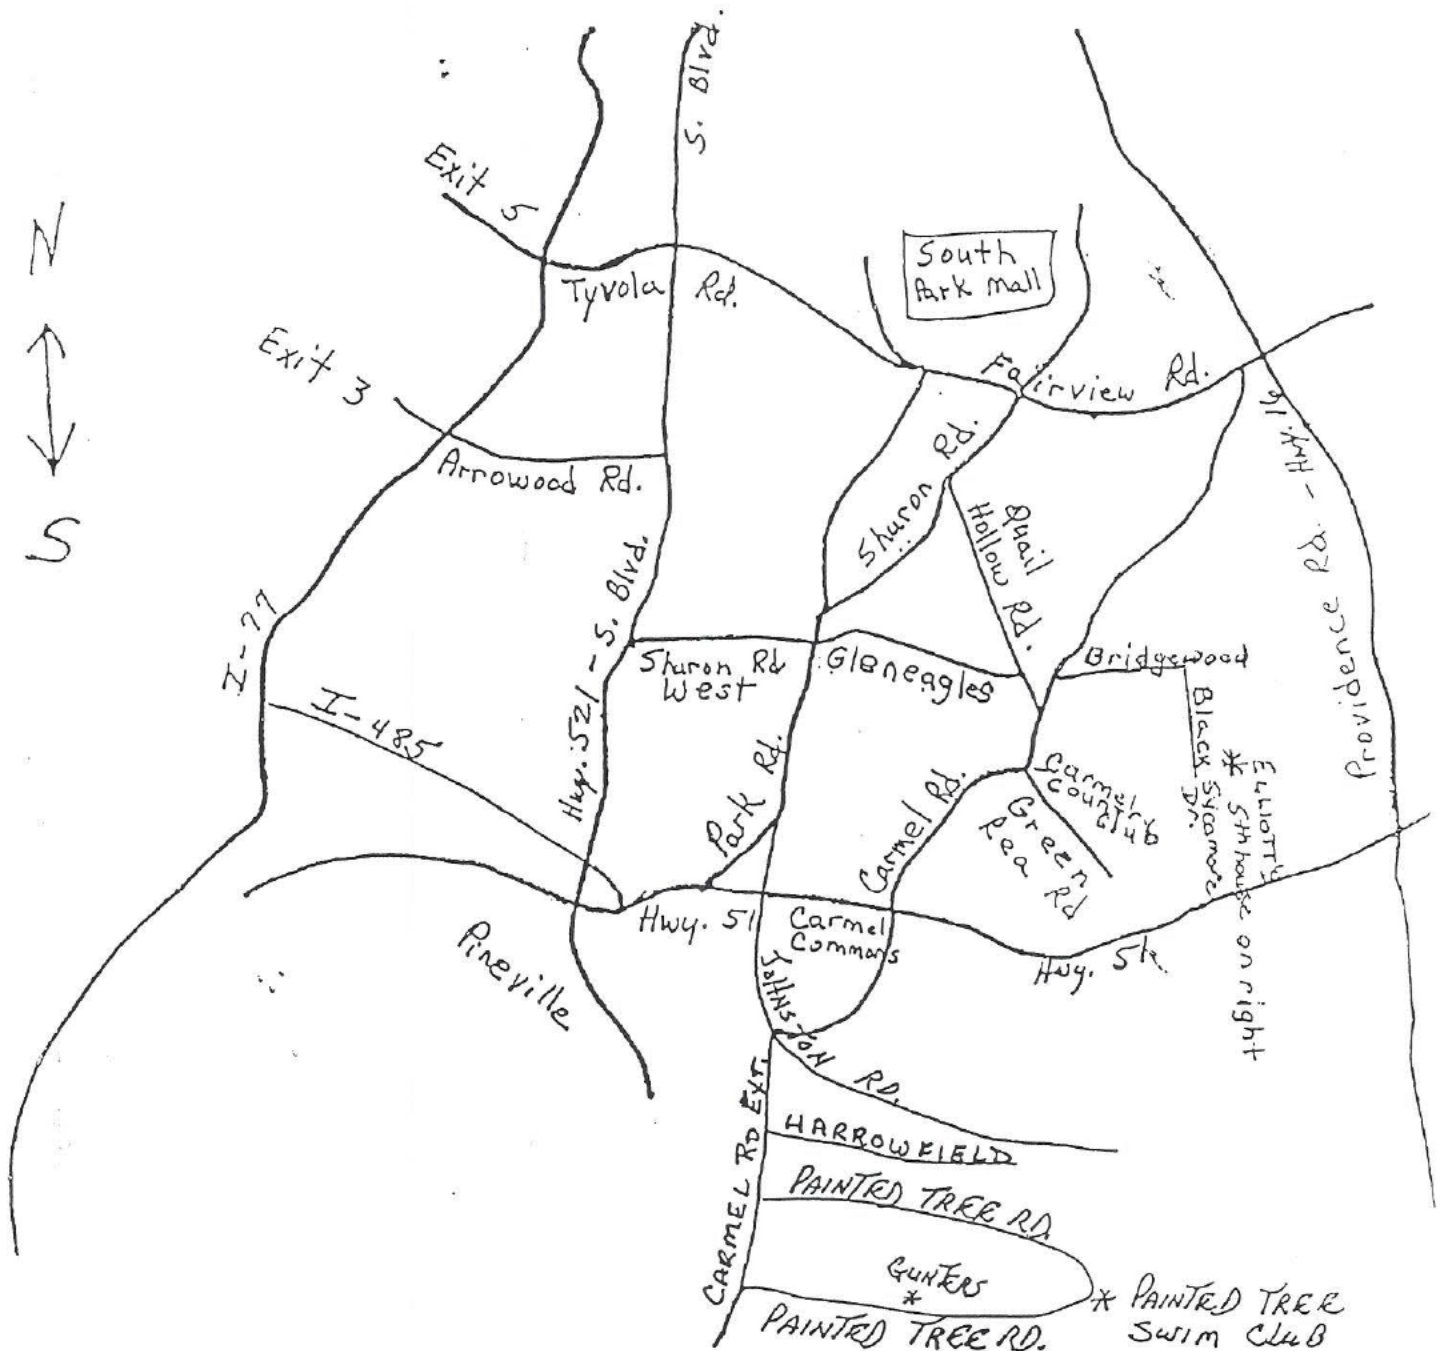 S. Blvd.
Exit 5
N
South
Park Mall
Tyvola Rd.
Exit 3
Fairview Rd.
Hwy. 16
Arrowood Rd.
Sharon Rd.
Quail
Hollow Rd.
S
Hwy. 521 - S. Blvd.
I-77
Providence Rd. -
Sharon Rd
West
Gleneagles
Bridgewood
I-485
Black Sycamore
Dr.
*
Elliott's
5th house on right
Park Rd.
Carmel Rd.
Carmel
Country
Club
Green
Rea Rd
Hwy. 51
Carmel
Commons
Hwy. 51
Pineville
JOHNSTON RD.
CARMEL RD EXT.
HARROWFIELD
PAINTED TREE RD.
GUNTERS
*
* PAINTED TREE
SWIM CLUB
PAINTED TREE RD.